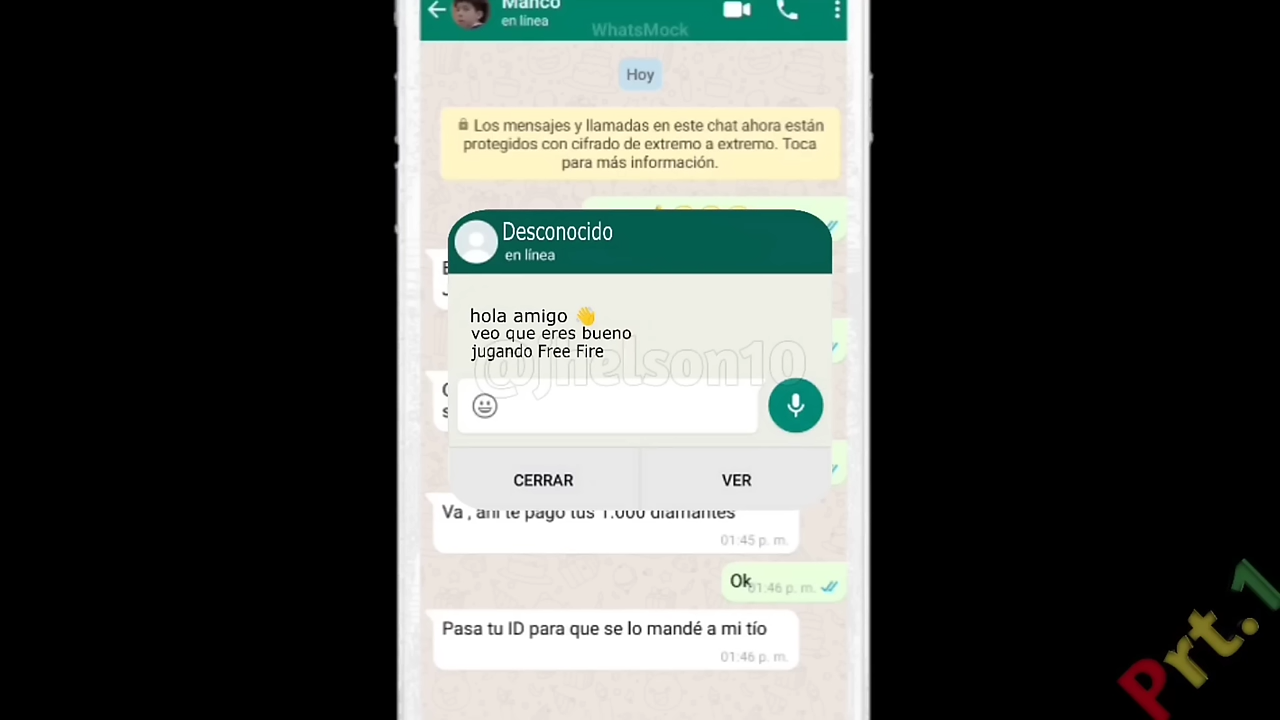 Manco
en línea
WhatsMock
Hoy
Los mensajes y llamadas en este chat ahora están
protegidos con cifrado de extremo a extremo. Toca
para más información.
Desconocido
en línea
hola amigo 👋
veo que eres bueno
jugando Free Fire
@jhelson10
CERRAR
VER
Va , ahí te pago tus 1.000 diamantes
01:45 p. m.
Ok
01:46 p. m.
Pasa tu ID para que se lo mandé a mi tío
01:46 p. m.
Prt.1